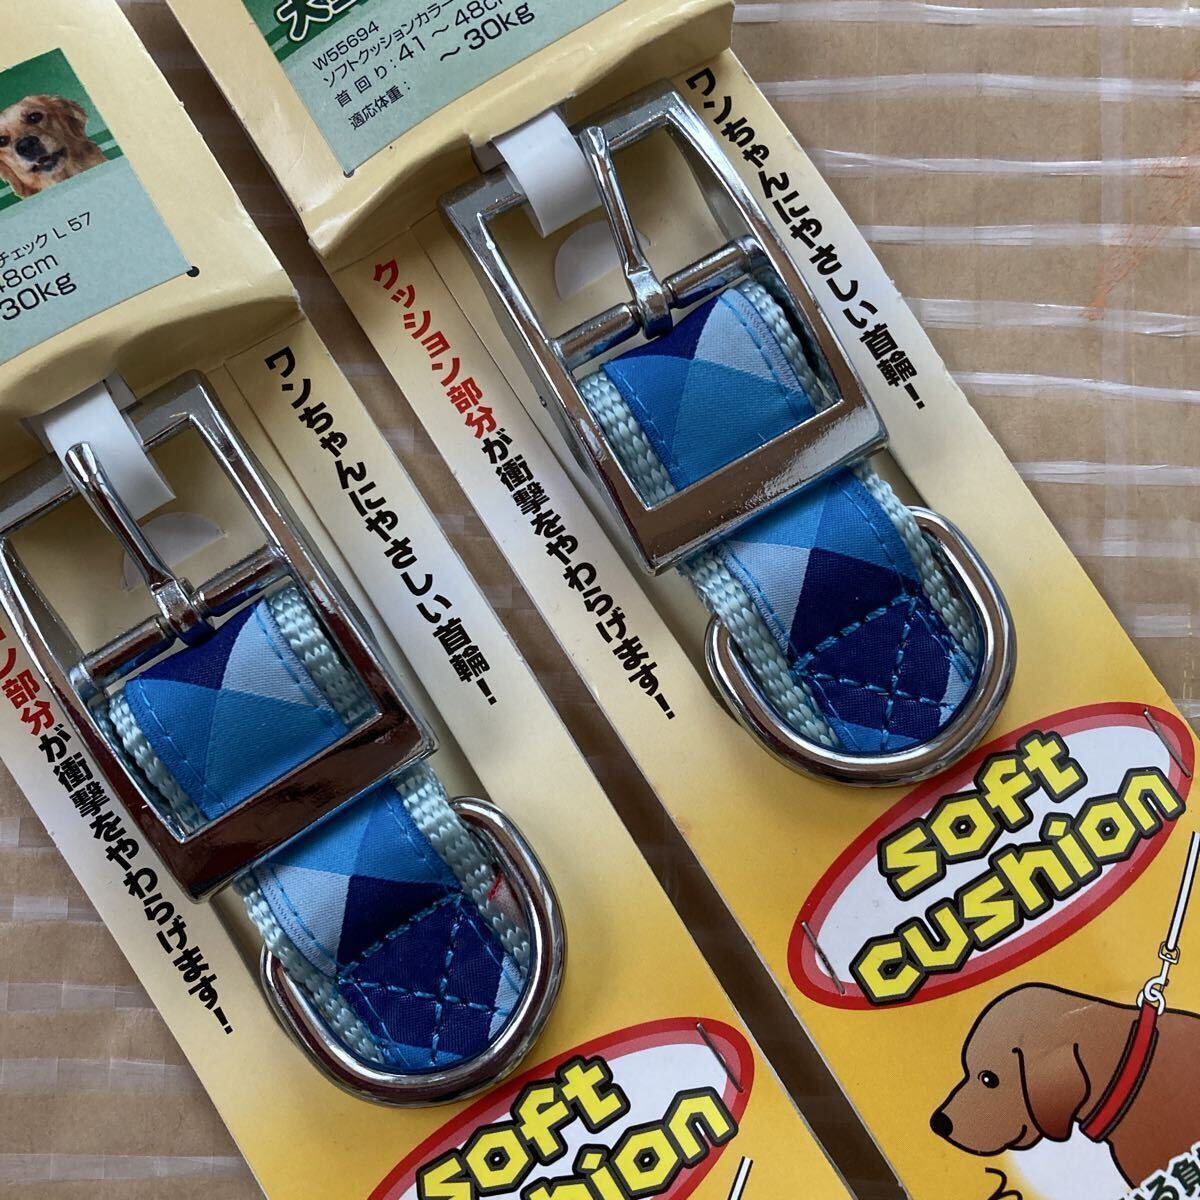 チェック L 57
48cm
30kg
ワンちゃんにやさしい首輪！
ン部分が衝撃をやわらげます！
soft
W55694
ソフトクッションカラー
首回り：41～48c
適応体重：～30kg
ワンちゃんにやさしい首輪！
クッション部分が衝撃をやわらげます！
soft
cushion